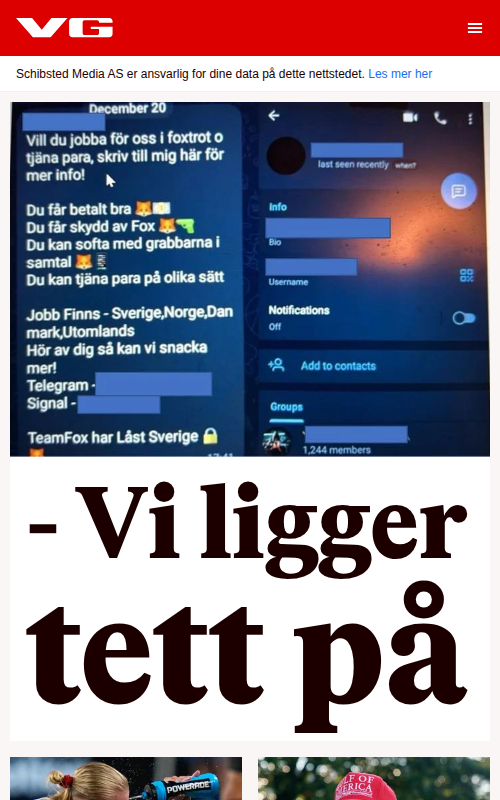 VG
Schibsted Media AS er ansvarlig for dine data på dette nettstedet. Les mer her
December 20
Vill du jobba för oss i foxtrot o
tjäna para, skriv till mig här för
mer info!
Du får betalt bra
Du får skydd av Fox
Du kan softa med grabbarna i
samtal
Du kan tjäna para på olika sätt
Jobb Finns - Sverige,Norge,Dan
mark,Utomlands
Hör av dig så kan vi snacka
mer!
Telegram -
Signal -
TeamFox har Låst Sverige
17:41
last seen recently when?
Info
Bio
Username
Notifications
Off
Add to contacts
Groups
1,244 members
- Vi ligger
tett på
POWERADE
GULF OF
AMERICA